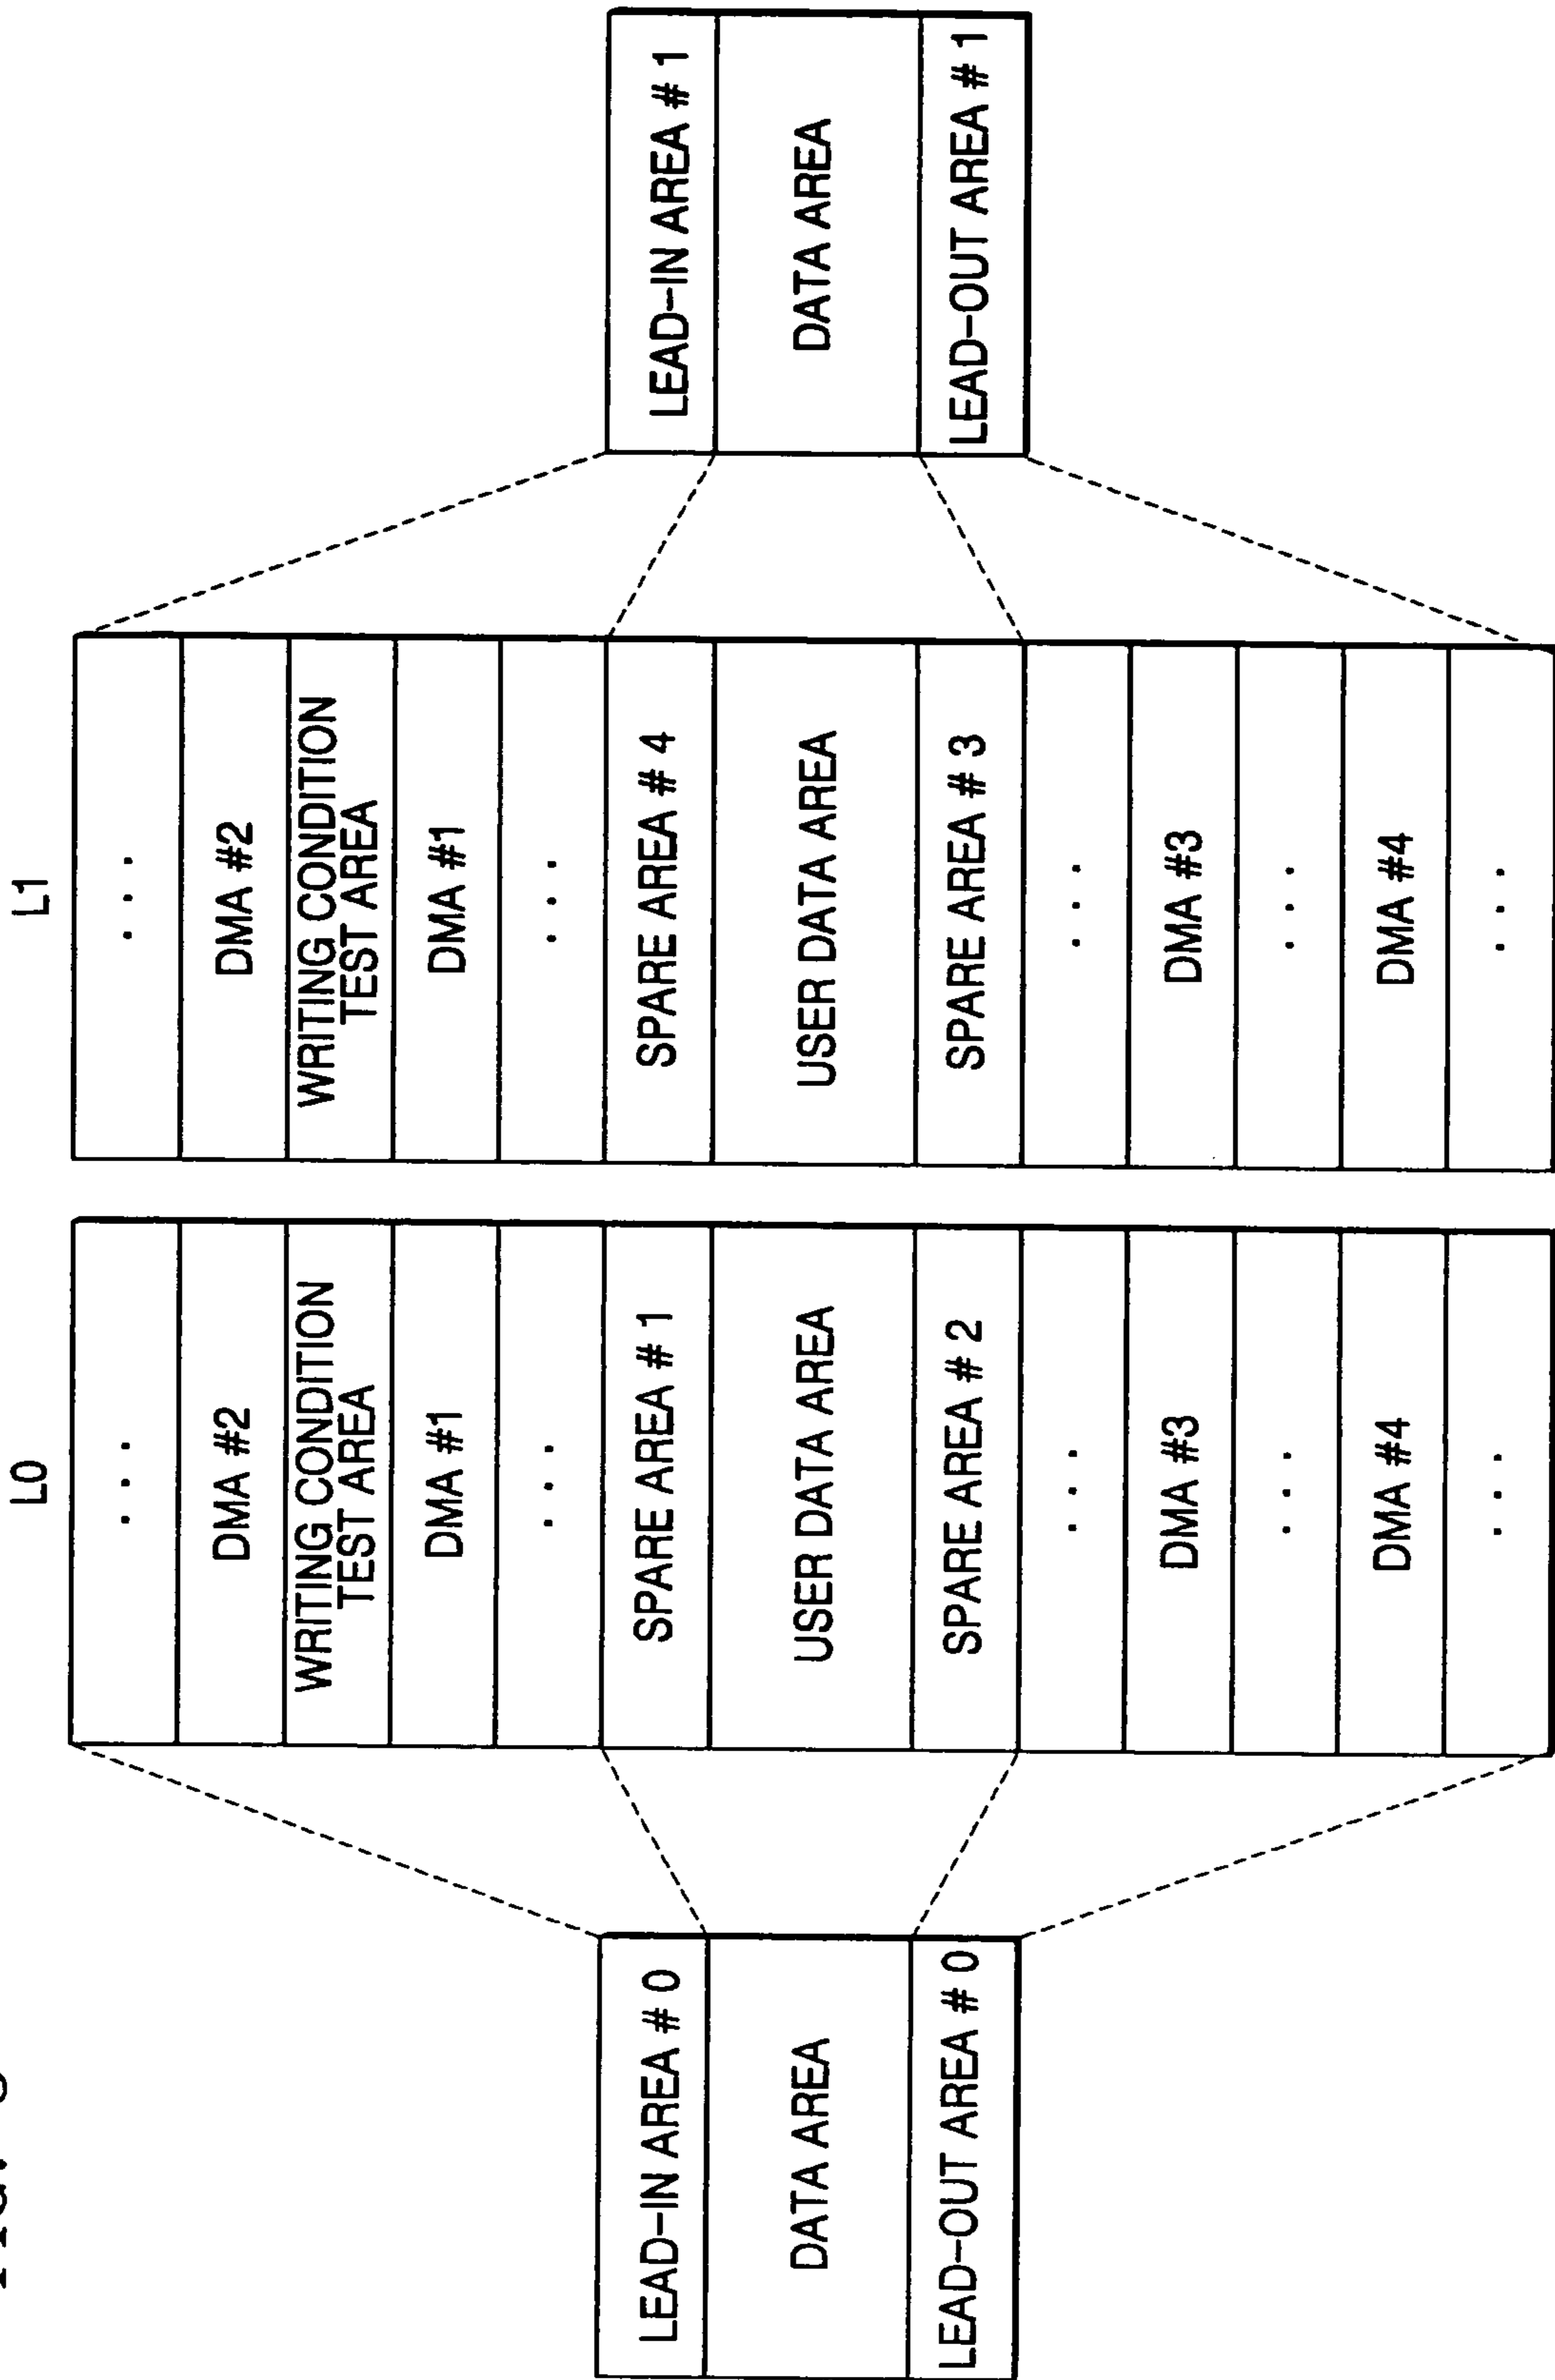 L0
L1
LEAD-IN AREA # 0
DATA AREA
LEAD-OUT AREA # 0
...
DMA #2
WRITING CONDITION
TEST AREA
DMA #1
...
SPARE AREA # 1
USER DATA AREA
SPARE AREA # 2
...
DMA #3
...
DMA #4
...
...
DMA #2
WRITING CONDITION
TEST AREA
DMA #1
...
SPARE AREA # 4
USER DATA AREA
SPARE AREA # 3
...
DMA #3
...
DMA #4
...
LEAD-IN AREA # 1
DATA AREA
LEAD-OUT AREA # 1